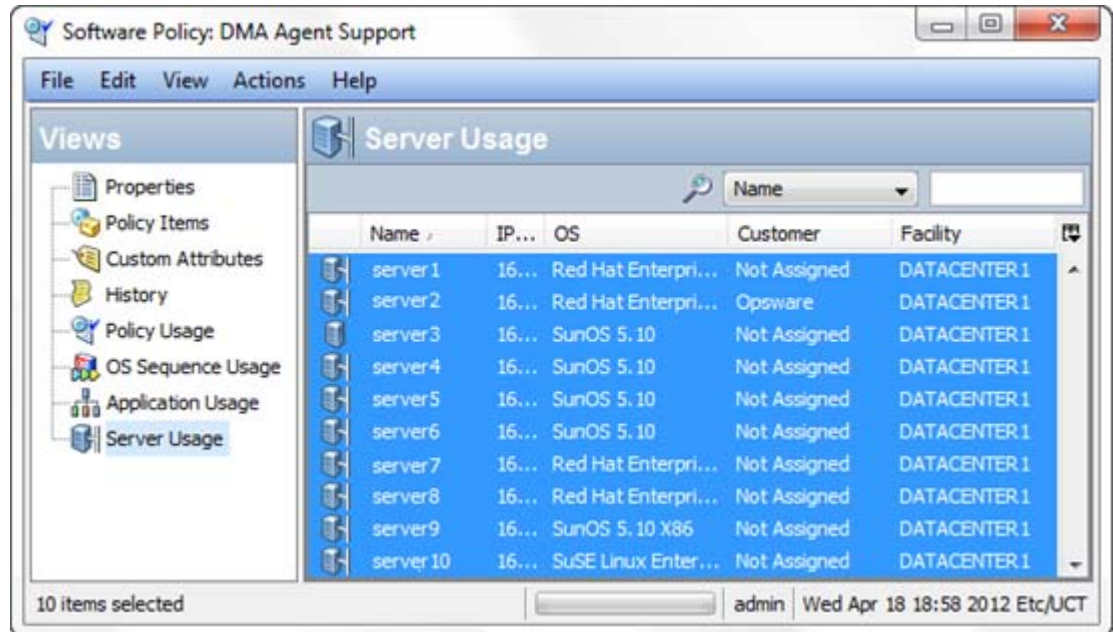 Software Policy: DMA Agent Support
File Edit View Actions Help
Views
Properties
Policy Items
Custom Attributes
History
Policy Usage
OS Sequence Usage
Application Usage
Server Usage
Server Usage
Name
Name IP... OS Customer Facility
server1 16... Red Hat Enterpri... Not Assigned DATACENTER1
server2 16... Red Hat Enterpri... Opsware DATACENTER1
server3 16... SunOS 5.10 Not Assigned DATACENTER1
server4 16... SunOS 5.10 Not Assigned DATACENTER1
server5 16... SunOS 5.10 Not Assigned DATACENTER1
server6 16... SunOS 5.10 Not Assigned DATACENTER1
server7 16... Red Hat Enterpri... Not Assigned DATACENTER1
server8 16... Red Hat Enterpri... Not Assigned DATACENTER1
server9 16... SunOS 5.10 X86 Not Assigned DATACENTER1
server10 16... SuSE Linux Enter... Not Assigned DATACENTER1
10 items selected admin Wed Apr 18 18:58 2012 Etc/UCT